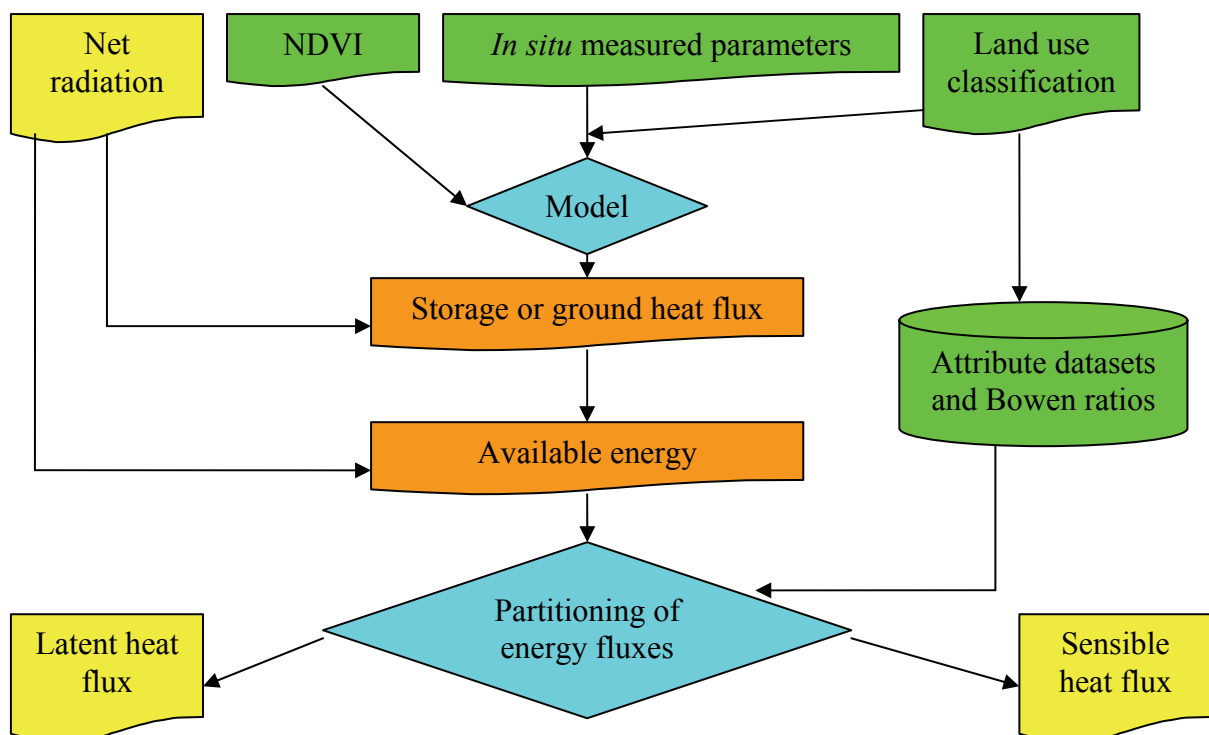 Net
radiation
NDVI
In situ measured parameters
Land use
classification
Model
Storage or ground heat flux
Attribute datasets
and Bowen ratios
Available energy
Partitioning of
energy fluxes
Latent heat
flux
Sensible
heat flux